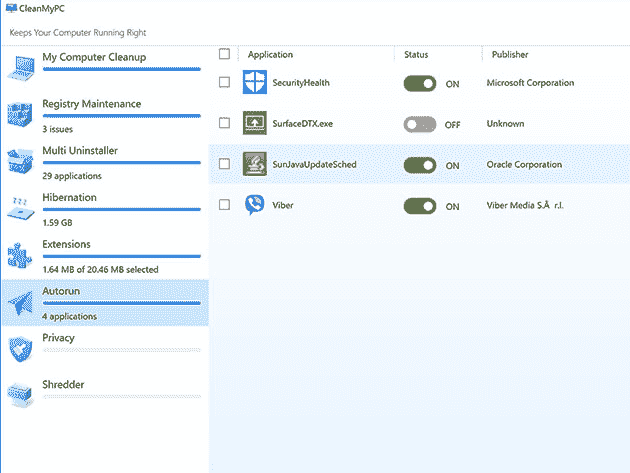 CleanMyPC
Keeps Your Computer Running Right
My Computer Cleanup
Registry Maintenance
3 issues
Multi Uninstaller
29 applications
Hibernation
1.59 GB
Extensions
1.64 MB of 20.46 MB selected
Autorun
4 applications
Privacy
Shredder
Application Status Publisher
SecurityHealth ON Microsoft Corporation
SurfaceDTX.exe OFF Unknown
SunJavaUpdateSched ON Oracle Corporation
Viber ON Viber Media S.Â r.l.